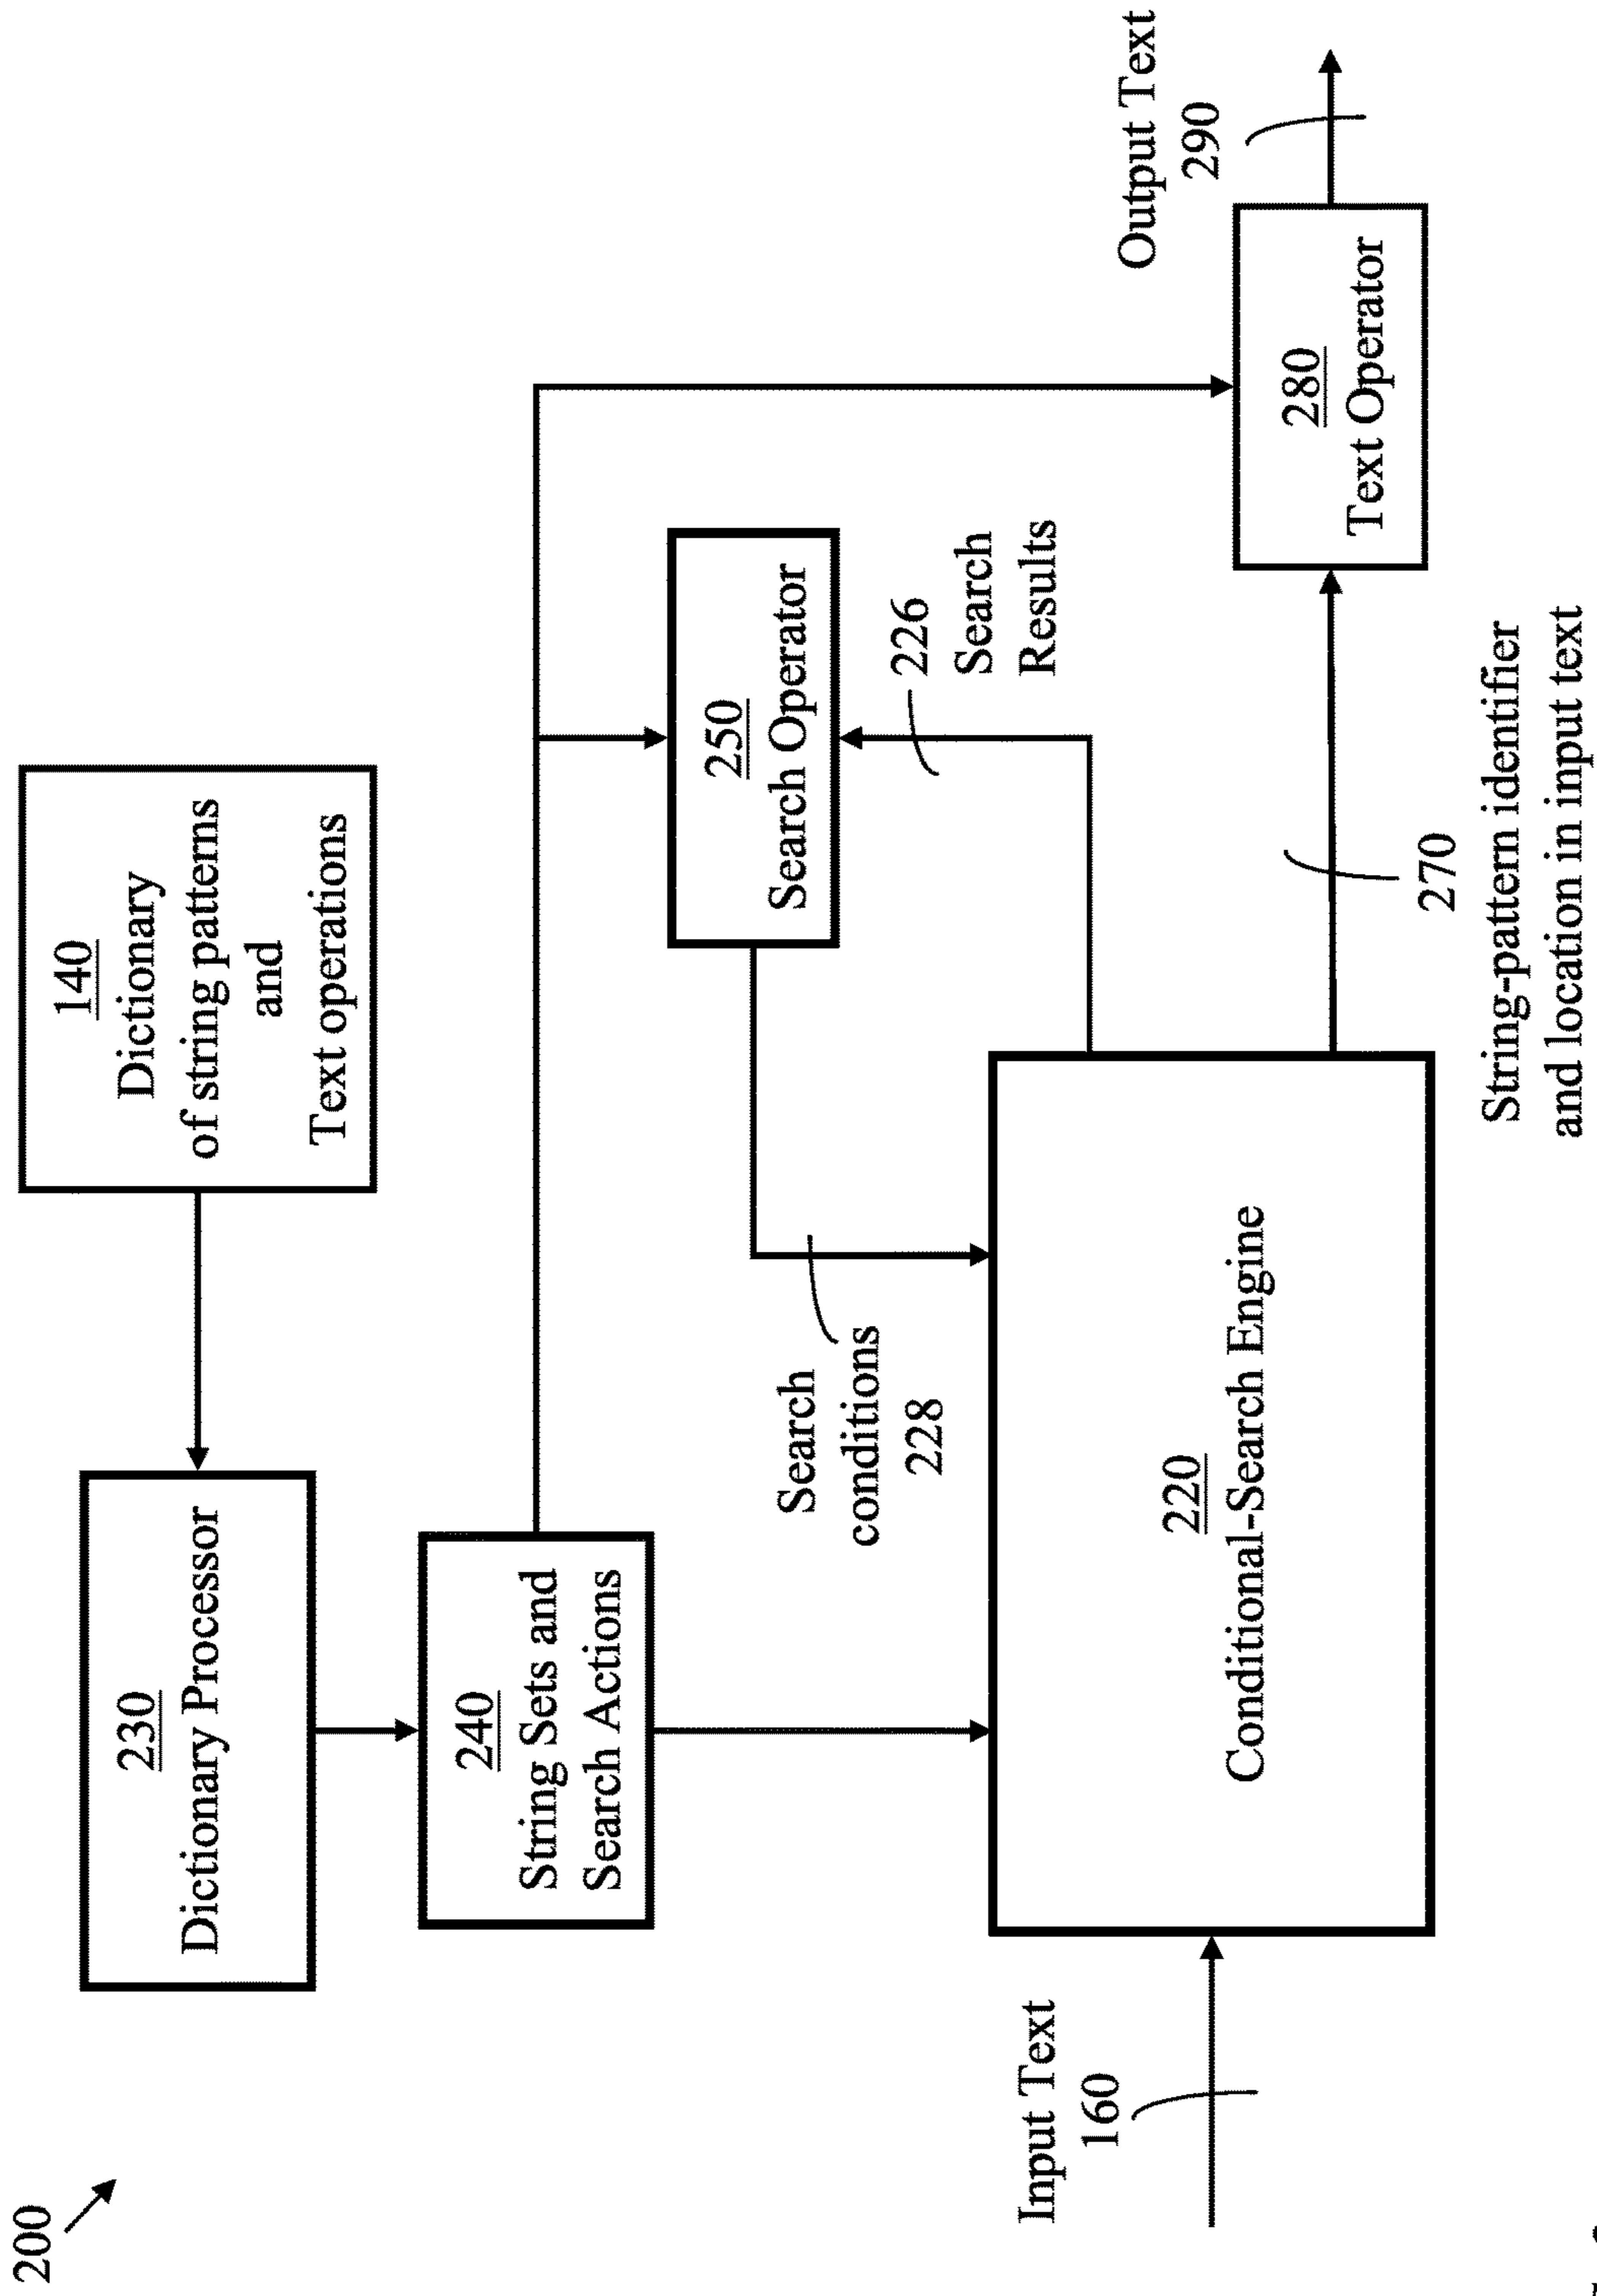 200
140
Dictionary
of string patterns
and
Text operations
230
Dictionary Processor
240
String Sets and
Search Actions
250
Search Operator
226
Search
Results
Search
conditions
228
Input Text
160
220
Conditional-Search Engine
270
String-pattern identifier
and location in input text
280
Text Operator
Output Text
290